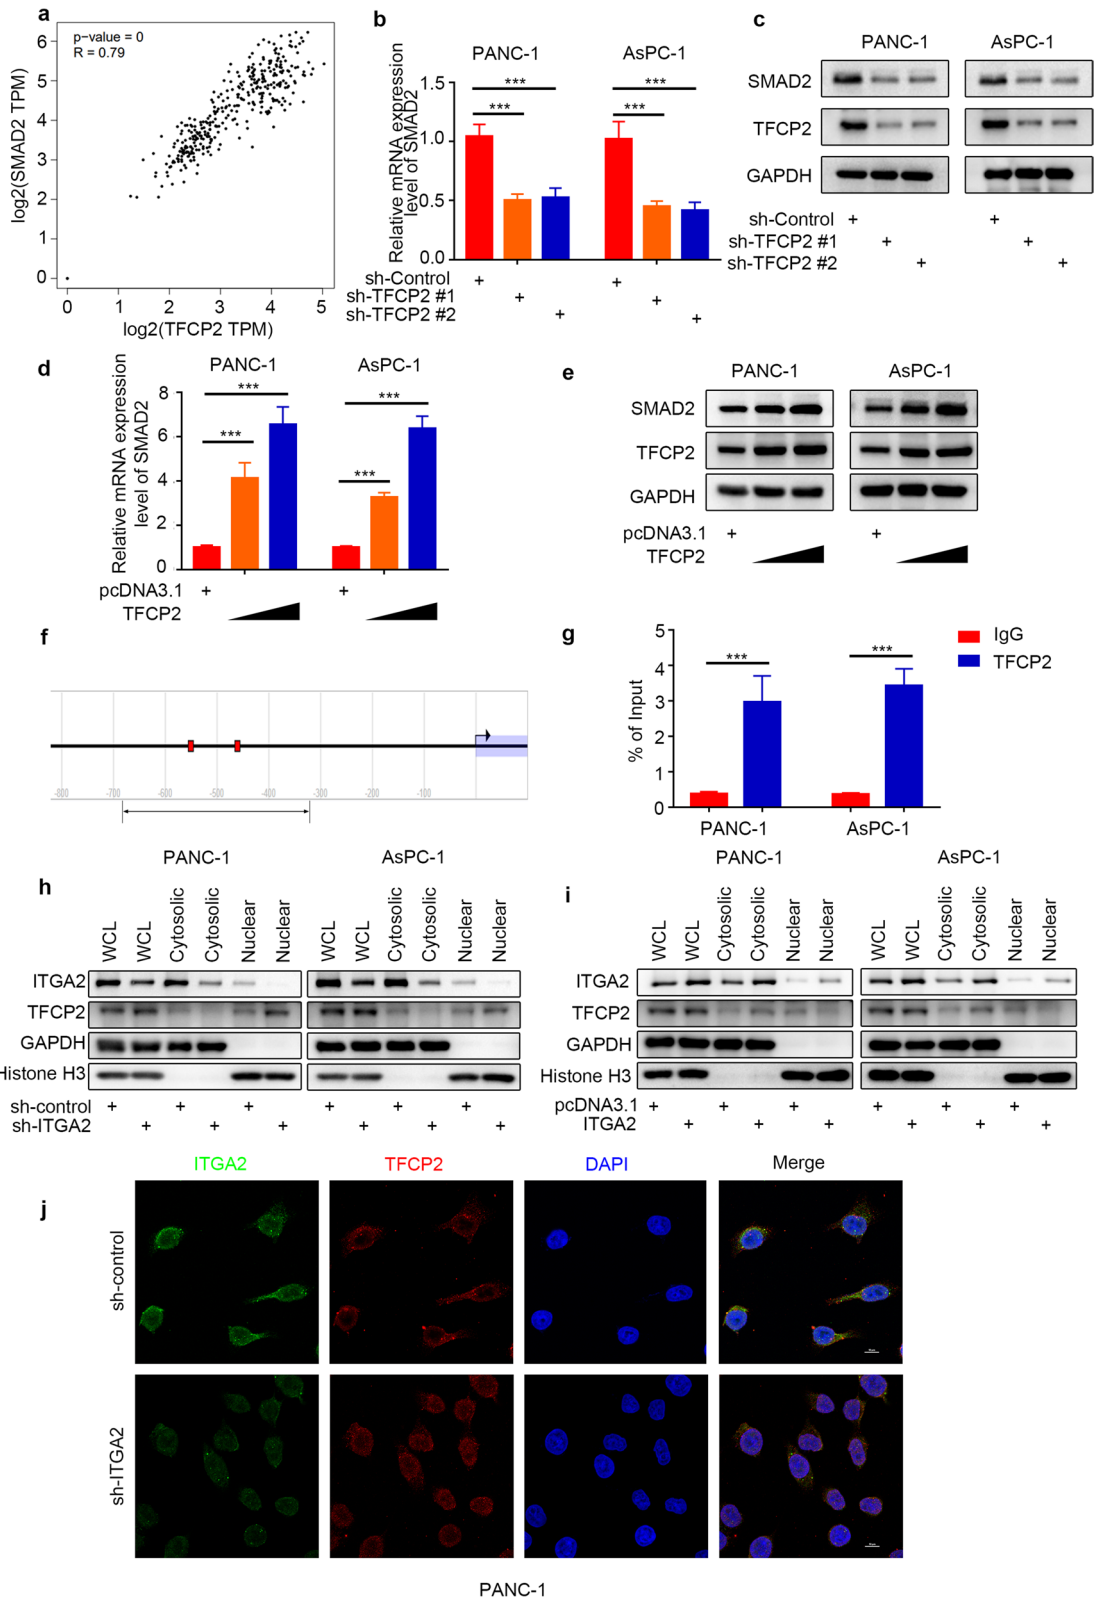 a
p-value = 0
R = 0.79
log2(SMAD2 TPM)
6
5
4
3
2
1
0
0 1 2 3 4 5
log2(TFCP2 TPM)
b
PANC-1 AsPC-1
Relative mRNA expression
level of SMAD2
1.5
1.0
0.5
0.0
*** ***
*** ***
sh-Control + +
sh-TFCP2 #1 + +
sh-TFCP2 #2 + +
c
PANC-1 AsPC-1
SMAD2
TFCP2
GAPDH
sh-Control + +
sh-TFCP2 #1 + +
sh-TFCP2 #2 + +
d
PANC-1 AsPC-1
Relative mRNA expression
level of SMAD2
8
6
4
2
0
*** ***
*** ***
pcDNA3.1 + +
TFCP2
e
PANC-1 AsPC-1
SMAD2
TFCP2
GAPDH
pcDNA3.1 + +
TFCP2
f
-800 -700 -600 -500 -400 -300 -200 -100
g
% of Input
5
4
3
2
1
0
*** ***
IgG
TFCP2
PANC-1 AsPC-1
h
PANC-1 AsPC-1
WCL WCL Cytosolic Cytosolic Nuclear Nuclear WCL WCL Cytosolic Cytosolic Nuclear Nuclear
ITGA2
TFCP2
GAPDH
Histone H3
sh-control + + + + + +
sh-ITGA2 + + + + + +
i
PANC-1 AsPC-1
WCL WCL Cytosolic Cytosolic Nuclear Nuclear WCL WCL Cytosolic Cytosolic Nuclear Nuclear
ITGA2
TFCP2
GAPDH
Histone H3
pcDNA3.1 + + + + + +
ITGA2 + + + + + +
j
ITGA2 TFCP2 DAPI Merge
sh-control
sh-ITGA2
PANC-1